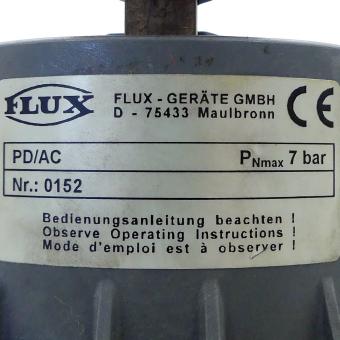 FLUX
FLUX - GERÄTE GMBH
D - 75433 Maulbronn
CE
PD/AC PNmax 7 bar
Nr.: 0152
Bedienungsanleitung beachten !
Observe Operating Instructions !
Mode d'emploi est à observer !